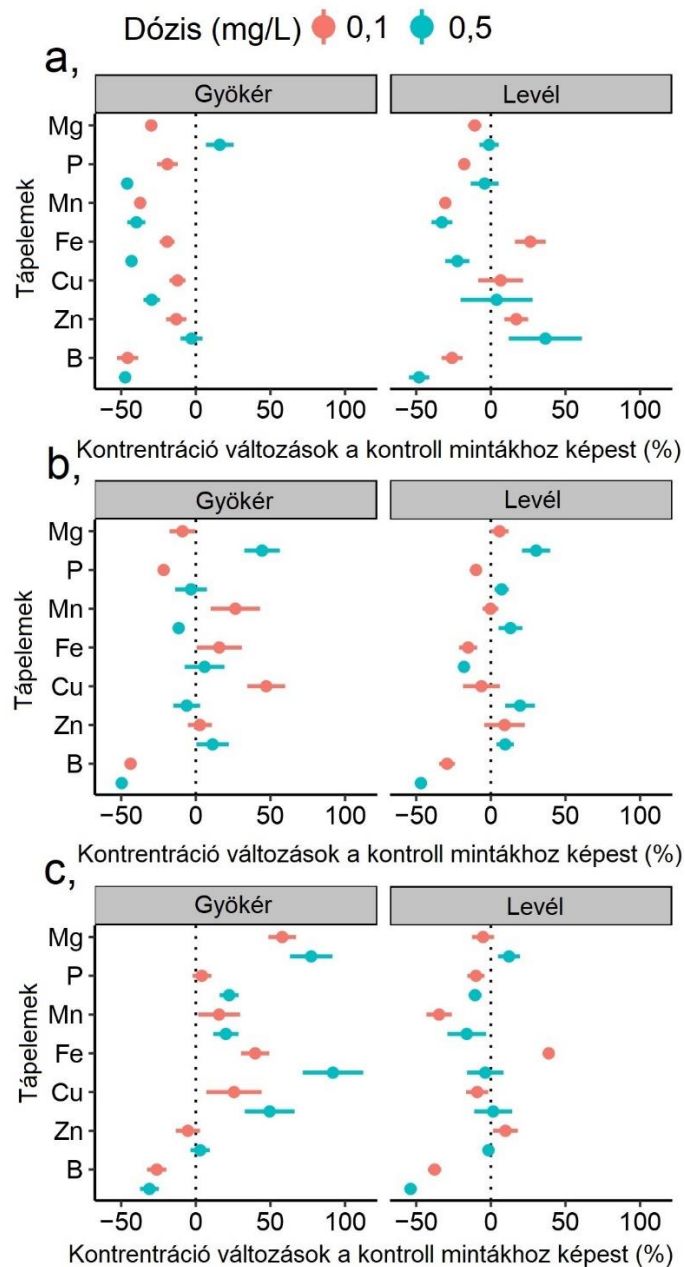 Dózis (mg/L) 0,1 0,5
a,
Gyökér Levél
Tápelemek
Mg
P
Mn
Fe
Cu
Zn
B
−50 0 50 100 −50 0 50 100
Kontrentráció változások a kontroll mintákhoz képest (%)
b,
Gyökér Levél
Tápelemek
Mg
P
Mn
Fe
Cu
Zn
B
−50 0 50 100 −50 0 50 100
Kontrentráció változások a kontroll mintákhoz képest (%)
c,
Gyökér Levél
Tápelemek
Mg
P
Mn
Fe
Cu
Zn
B
−50 0 50 100 −50 0 50 100
Kontrentráció változások a kontroll mintákhoz képest (%)